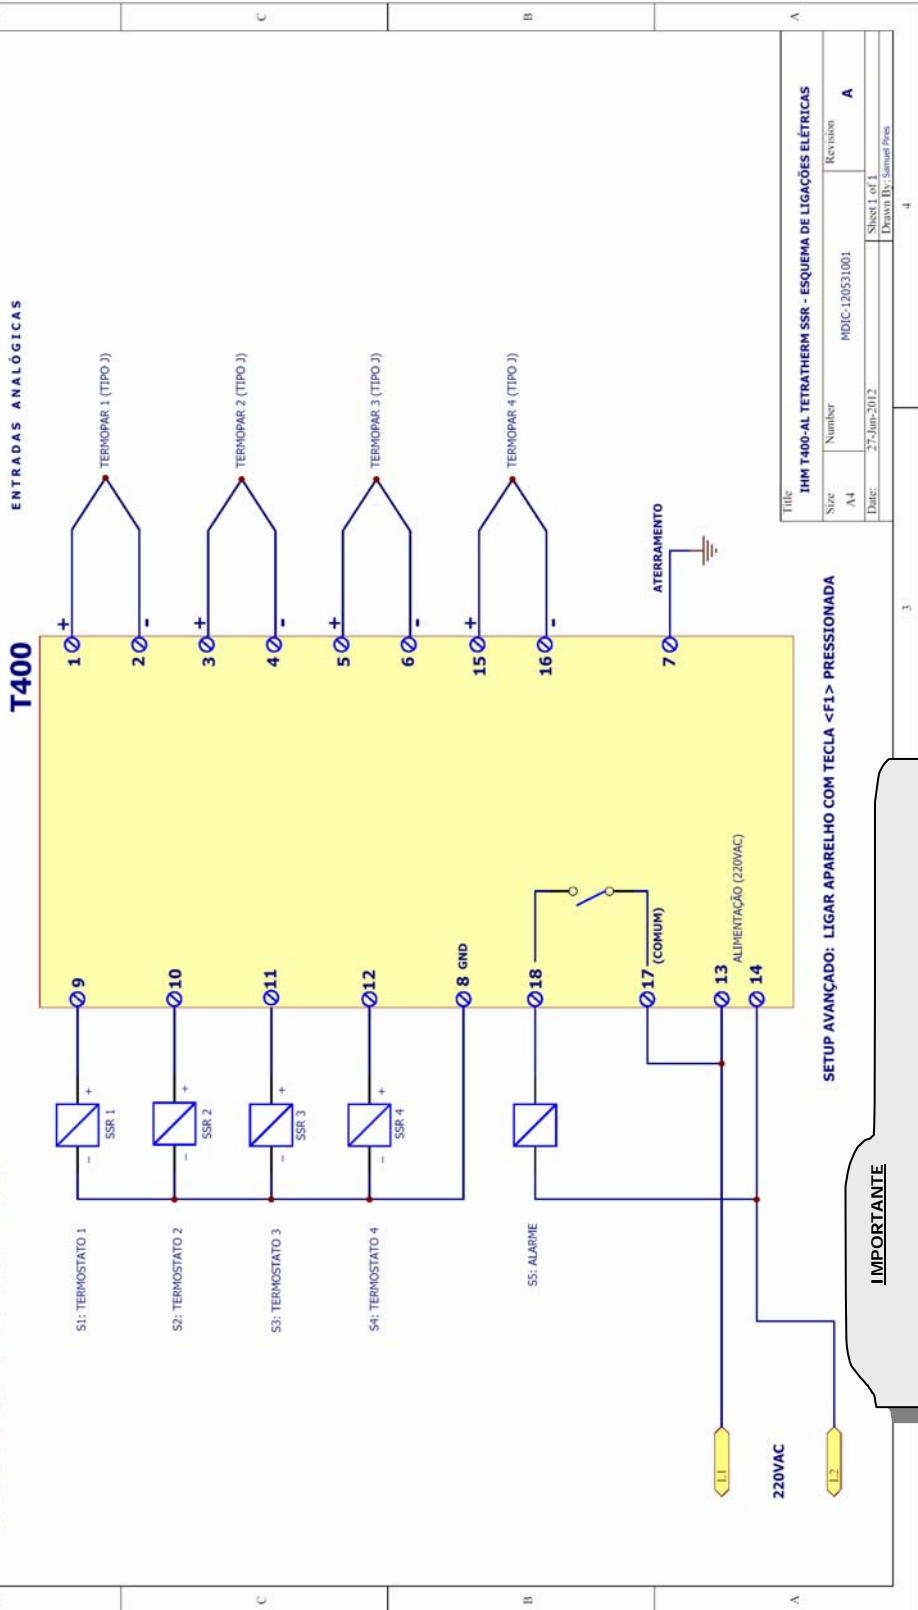 ENTRADAS ANALÓGICAS
T400
1 +
2 -
TERMOPAR 1 (TIPO J)
3 +
4 -
TERMOPAR 2 (TIPO J)
5 +
6 -
TERMOPAR 3 (TIPO J)
15 +
16 -
TERMOPAR 4 (TIPO J)
7
ATERRAMENTO
S1: TERMOSTATO 1
- +
SSR 1
9
S2: TERMOSTATO 2
- +
SSR 2
10
S3: TERMOSTATO 3
- +
SSR 3
11
S4: TERMOSTATO 4
- +
SSR 4
12
8 GND
S5: ALARME
18
17
(COMUM)
13
ALIMENTAÇÃO (220VAC)
14
L1
220VAC
L2
SETUP AVANÇADO: LIGAR APARELHO COM TECLA <F1> PRESSIONADA
IMPORTANTE
Title
IHM T400-AL TETRATHERM SSR - ESQUEMA DE LIGAÇÕES ELÉTRICAS
Size
A4
Number
MDIC-120531001
Revision
A
Date:
27-Jun-2012
Sheet 1 of 1
Drawn By: Samuel Pires
3
4
C
B
A
C
B
A